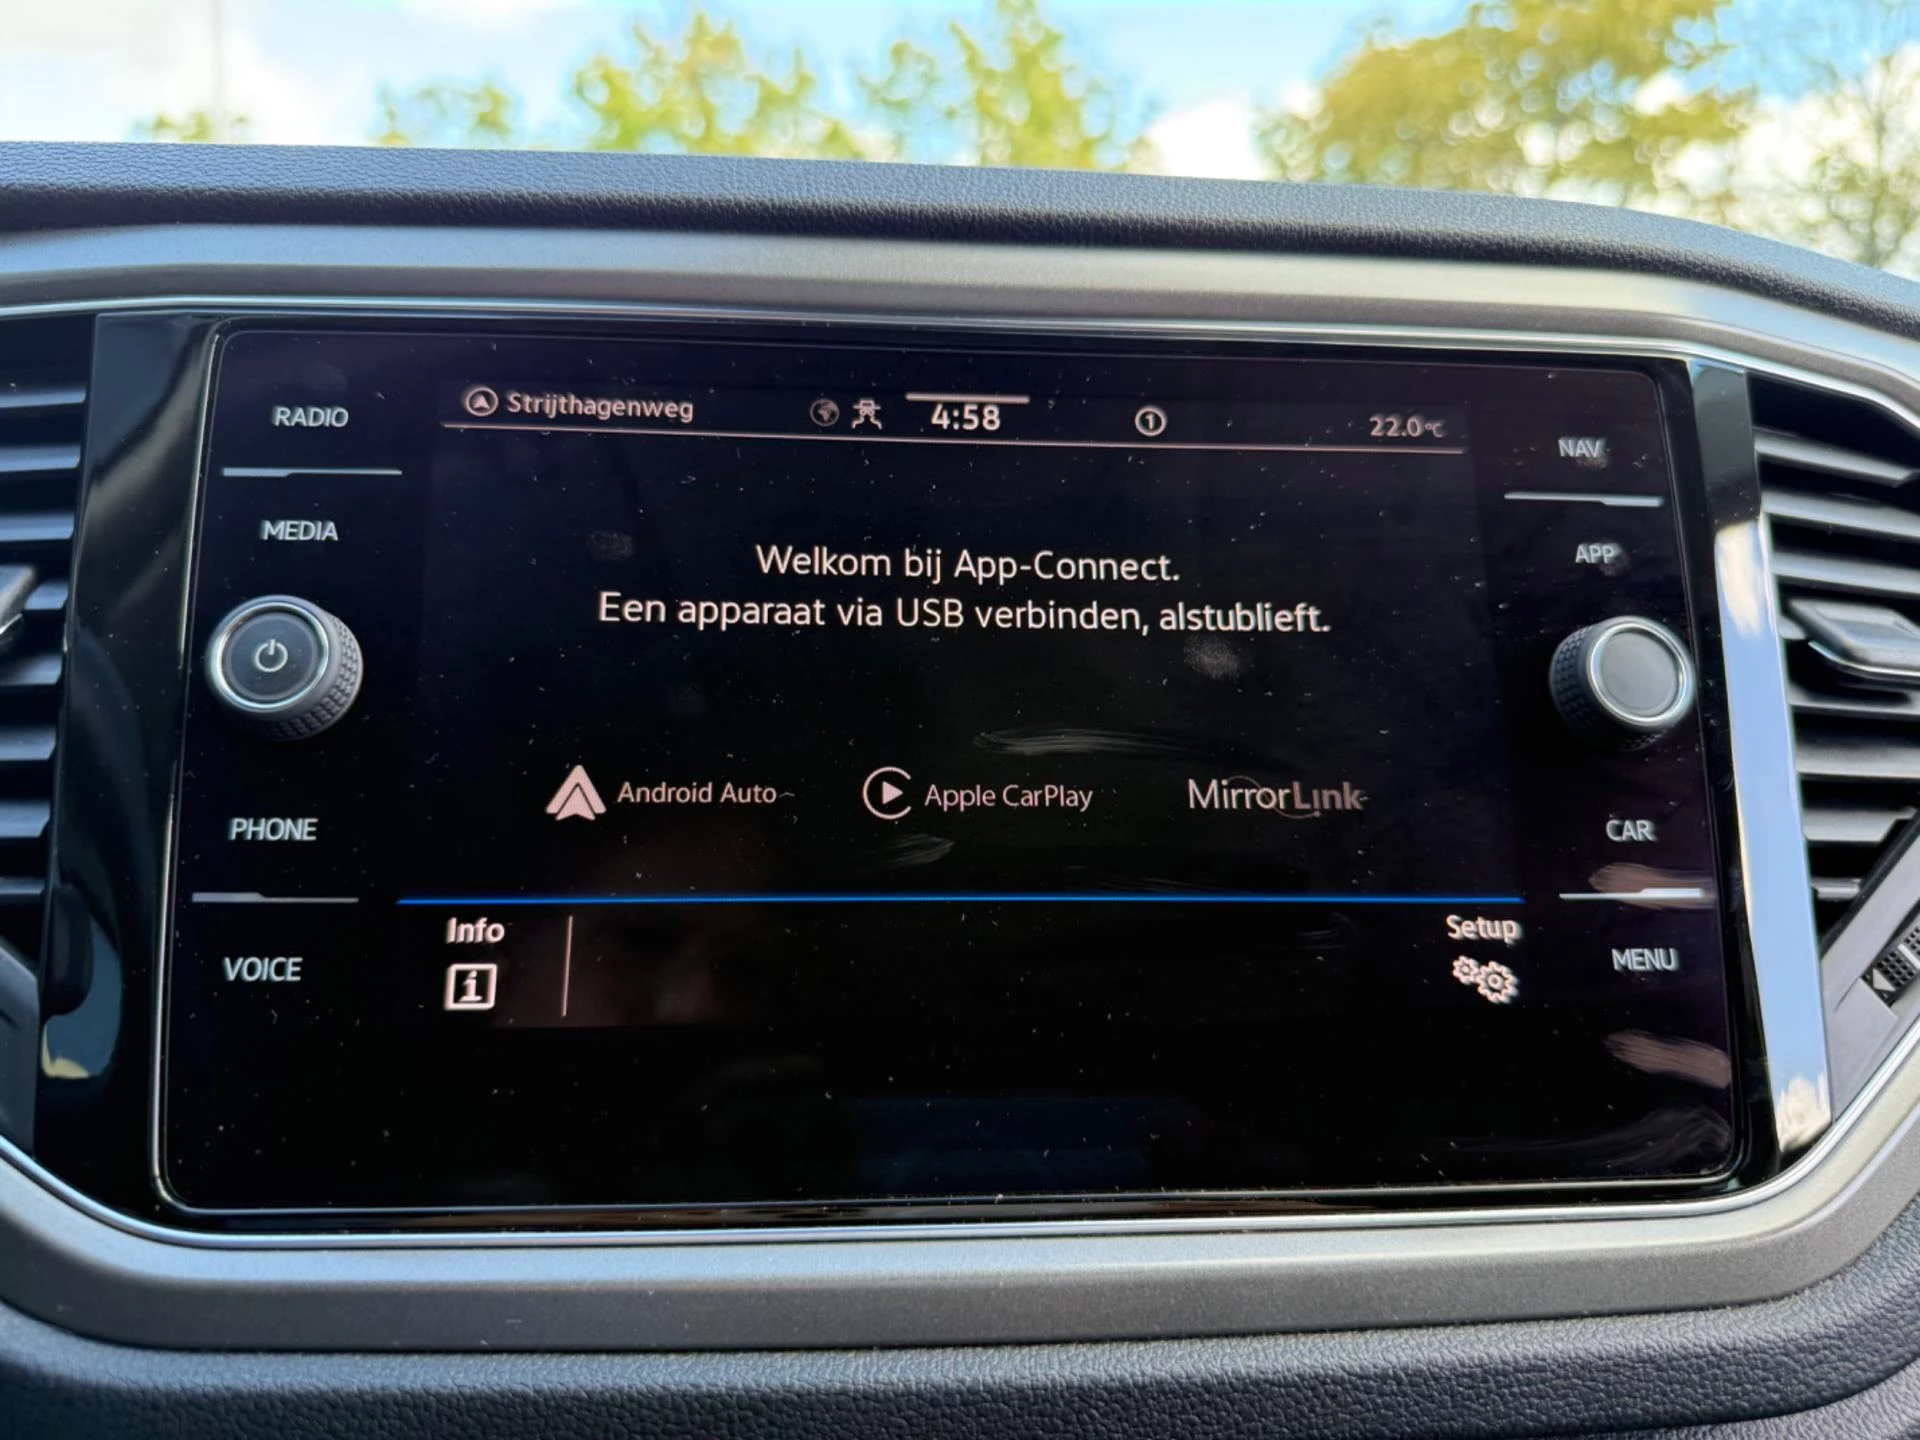 RADIO
MEDIA
PHONE
VOICE
Strijthagenweg
4:58
1
22.0°C
Welkom bij App-Connect.
Een apparaat via USB verbinden, alstublieft.
Android Auto
Apple CarPlay
MirrorLink
Info
i
Setup
NAV
APP
CAR
MENU